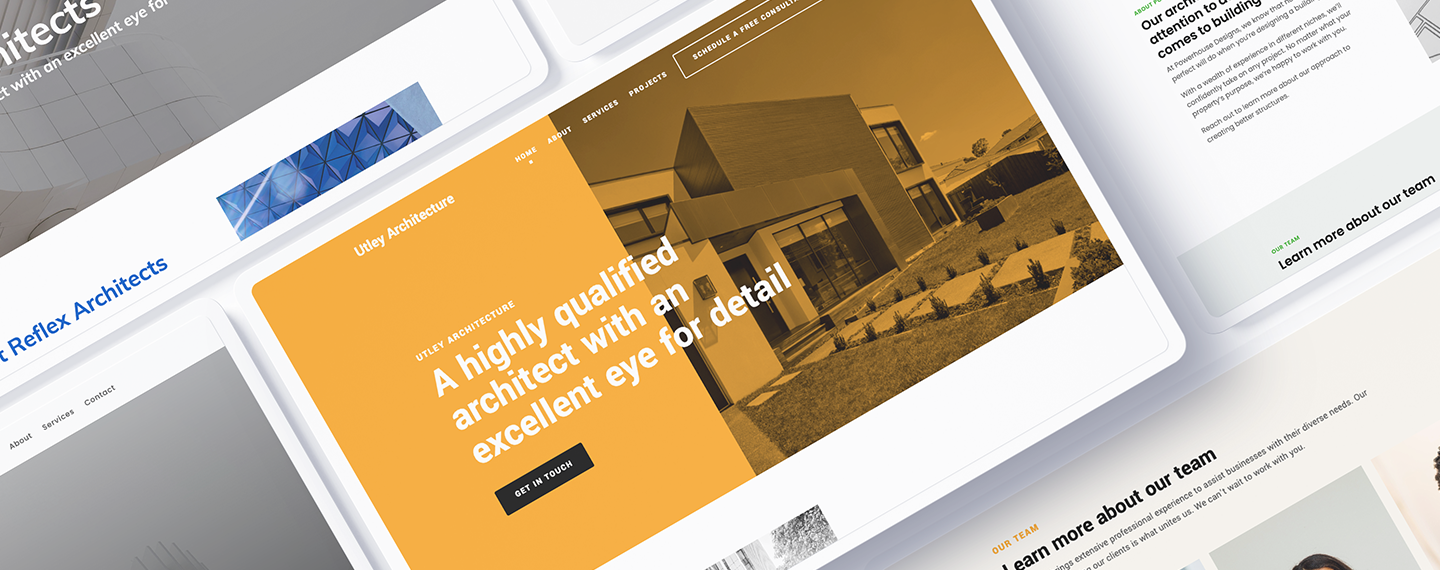 hitects
ct with an excellent eye for
t Reflex Architects
About Services Contact
HOME ABOUT SERVICES PROJECTS
SCHEDULE A FREE CONSULTA
Utley Architecture
UTLEY ARCHITECTURE
A highly qualified
architect with an
excellent eye for detail
GET IN TOUCH
ABOUT PO
Our archi
attention to d
comes to building
At Powerhouse Designs, we know that no
perfect will do when you're designing a building
With a wealth of experience in different niches, we'll
confidently take on any project. No matter what your
property's purpose, we're happy to work with you.
Reach out to learn more about our approach to
creating better structures.
OUR TEAM
Learn more about our team
OUR TEAM
Learn more about our team
rings extensive professional experience to assist businesses with their diverse needs. Our
ng our clients is what unites us. We can't wait to work with you.